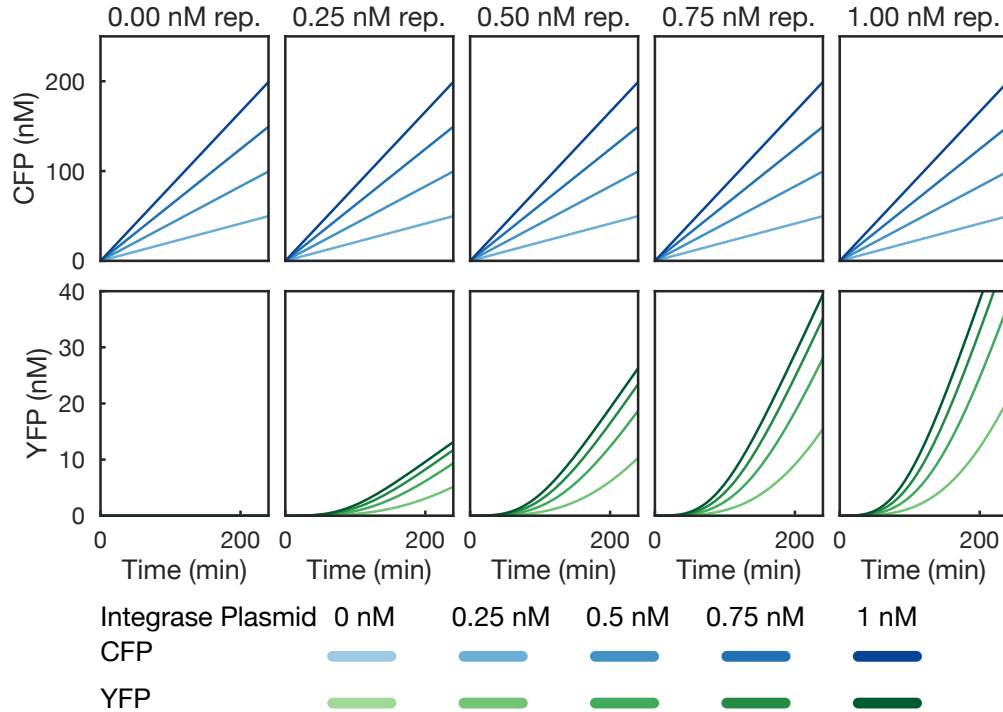 0.00 nM rep. 0.25 nM rep. 0.50 nM rep. 0.75 nM rep. 1.00 nM rep.
200
CFP (nM)
100
0
40
30
YFP (nM)
20
10
0
0 200 0 200 0 200 0 200 0 200
Time (min) Time (min) Time (min) Time (min) Time (min)
Integrase Plasmid 0 nM 0.25 nM 0.5 nM 0.75 nM 1 nM
CFP
YFP